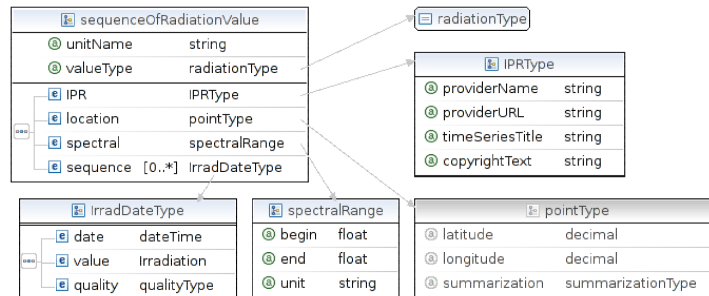 sequenceOfRadiationValue
unitName string
valueType radiationType
IPR IPRType
location pointType
spectral spectralRange
sequence [0..*] IrradDateType
radiationType
IPRType
providerName string
providerURL string
timeSeriesTitle string
copyrightText string
IrradDateType
date dateTime
value Irradiation
quality qualityType
spectralRange
begin float
end float
unit string
pointType
latitude decimal
longitude decimal
summarization summarizationType